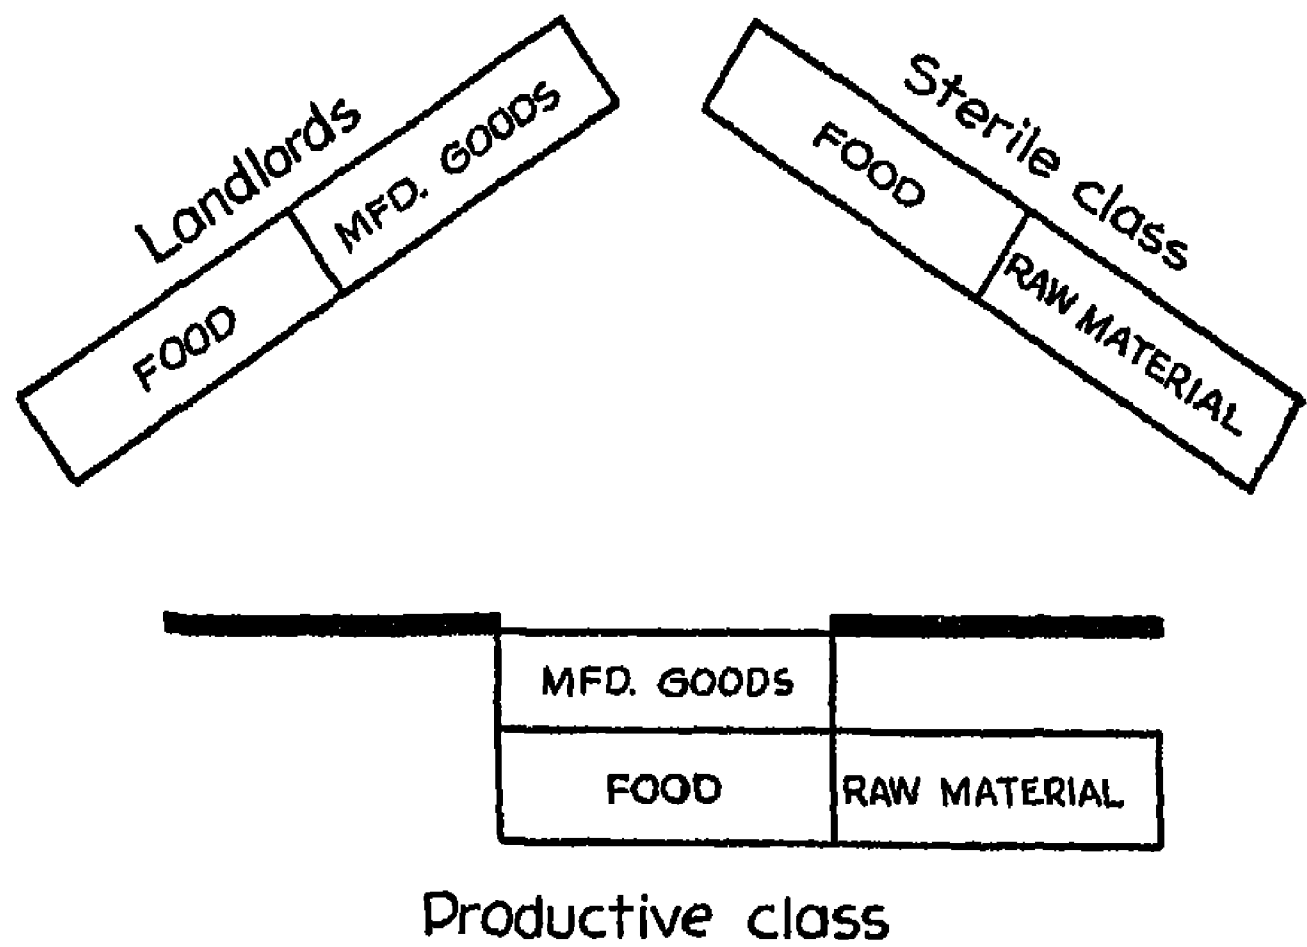 Landlords
FOOD
MFD. GOODS
Sterile class
FOOD
RAW MATERIAL
MFD. GOODS
FOOD
RAW MATERIAL
Productive class